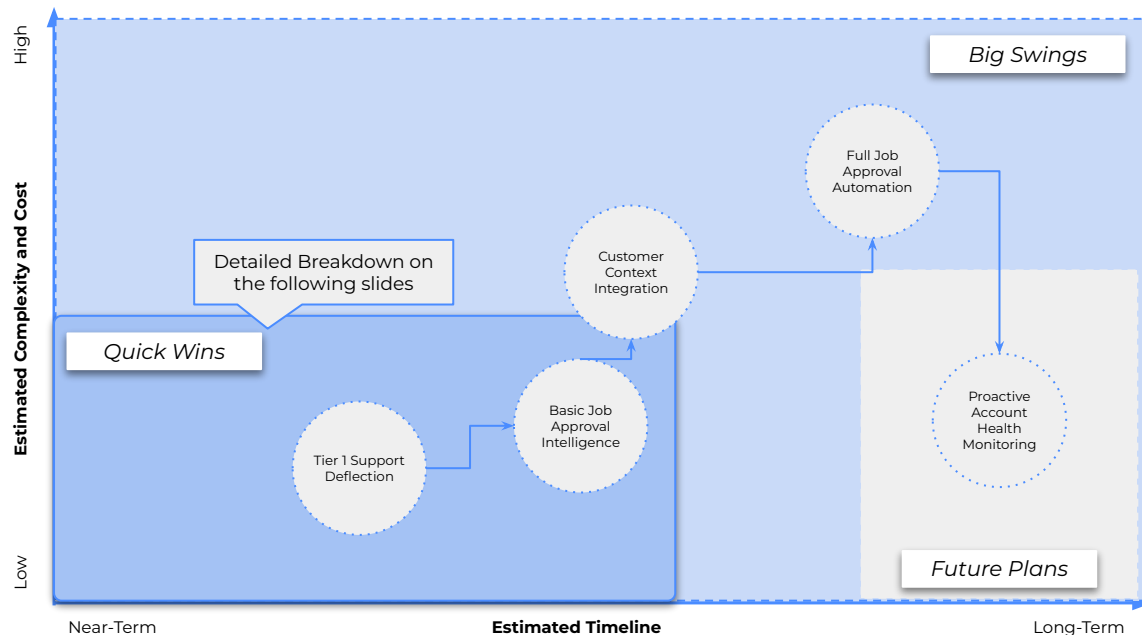 High
Big Swings
Full Job
Approval
Automation
Estimated Complexity and Cost
Customer
Context
Integration
Detailed Breakdown on
the following slides
Quick Wins
Basic Job
Approval
Intelligence
Proactive
Account
Health
Monitoring
Tier 1 Support
Deflection
Low
Future Plans
Near-Term
Estimated Timeline
Long-Term